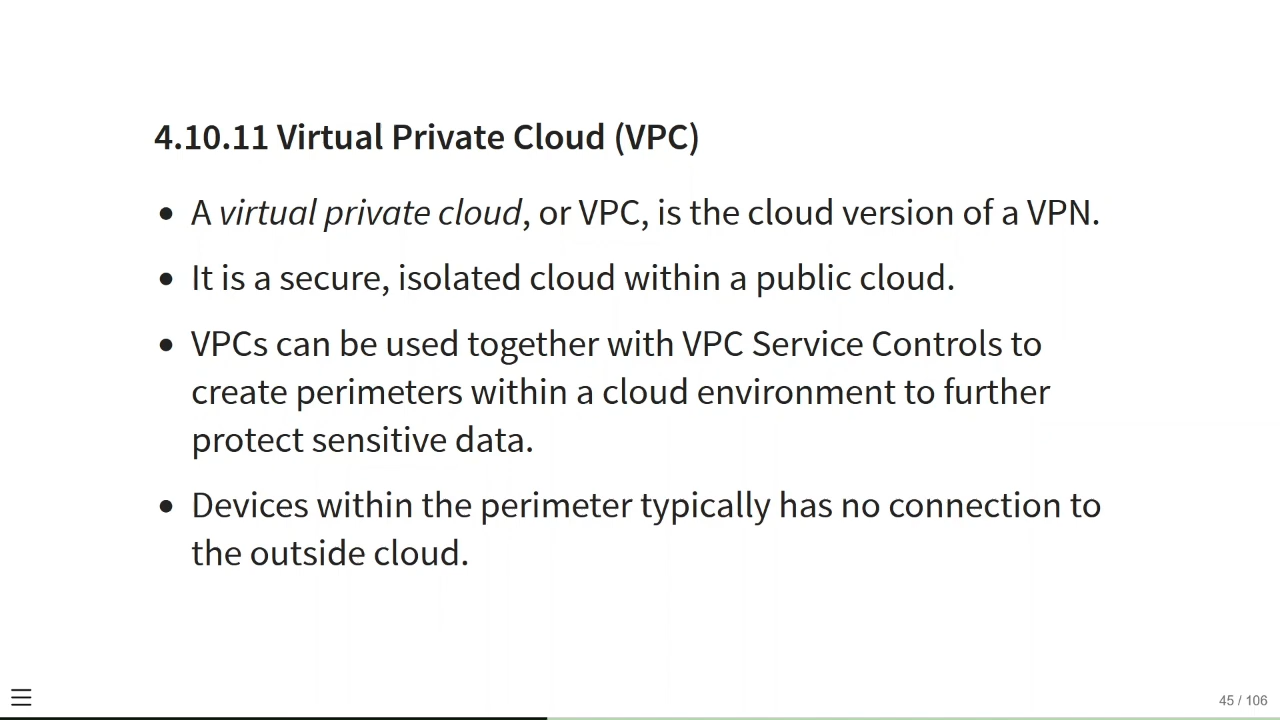 4.10.11 Virtual Private Cloud (VPC)
• A virtual private cloud, or VPC, is the cloud version of a VPN.
• It is a secure, isolated cloud within a public cloud.
• VPCs can be used together with VPC Service Controls to
create perimeters within a cloud environment to further
protect sensitive data.
• Devices within the perimeter typically has no connection to
the outside cloud.
45 / 106